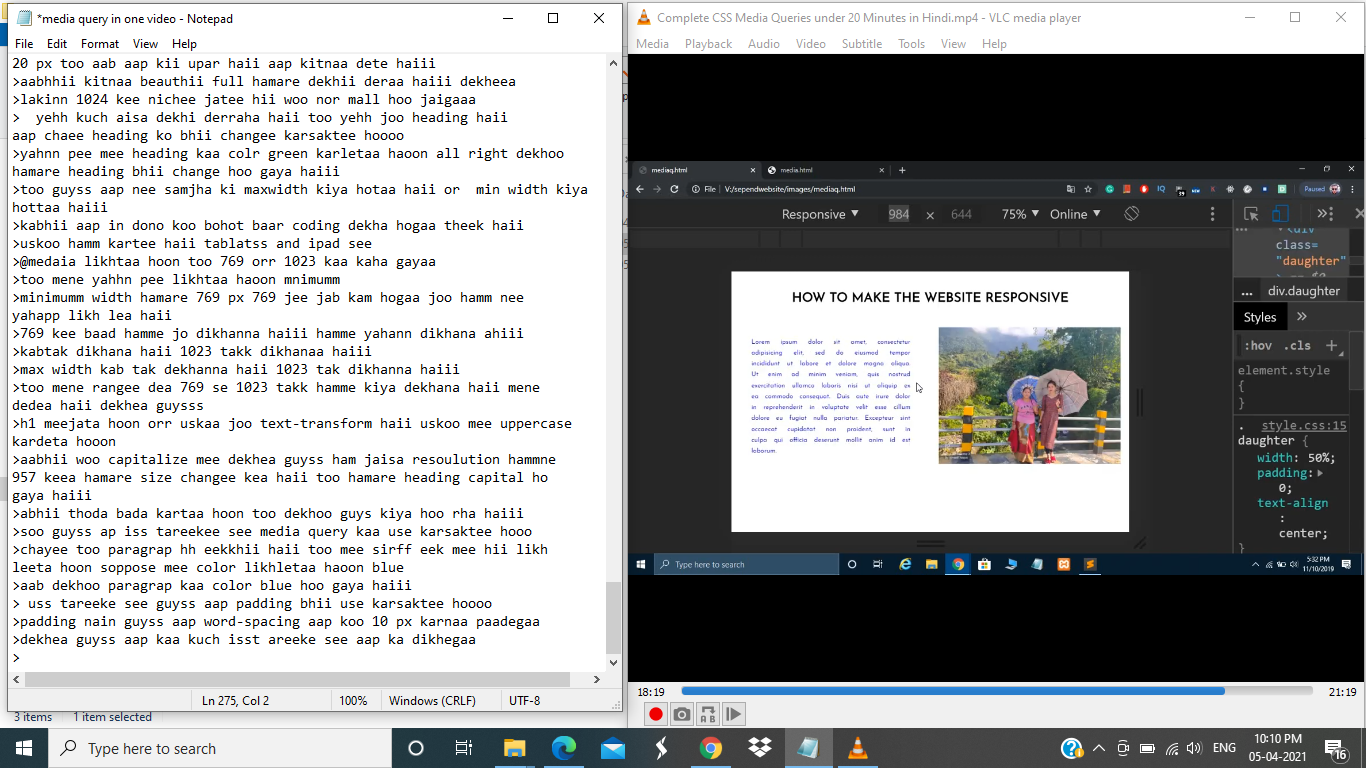 *media query in one video - Notepad
File Edit Format View Help
20 px too aab aap kii upar haii aap kitnaa dete haiii
>aabhhii kitnaa beauthii full hamare dekhii deraa haiii dekheea
>lakinn 1024 kee nichee jatee hii woo nor mall hoo jaigaaa
>  yehh kuch aisa dekhi derraha haii too yehh joo heading haii
aap chaee heading ko bhii changee karsaktee hoooo
>yahnn pee mee heading kaa colr green karletaa haoon all right dekhoo
hamare heading bhii change hoo gaya haiii
>too guyss aap nee samjha ki maxwidth kiya hotaa haii or  min width kiya
hottaa haiii
>kabhii aap in dono koo bohot baar coding dekha hogaa theek haii
>uskoo hamm kartee haii tablatss and ipad see
>@medaia likhtaa hoon too 769 orr 1023 kaa kaha gayaa
>too mene yahhn pee likhtaa haoon mnimumm
>minimumm width hamare 769 px 769 jee jab kam hogaa joo hamm nee
yahapp likh lea haii
>769 kee baad hamme jo dikhanna haiii hamme yahann dikhana ahiii
>kabtak dikhana haii 1023 takk dikhanaa haiii
>max width kab tak dekhanna haii 1023 tak dikhanna haiii
>too mene rangee dea 769 se 1023 takk hamme kiya dekhana haii mene
dedea haii dekhea guysss
>h1 meejata hoon orr uskaa joo text-transform haii uskoo mee uppercase
kardeta hooon
>aabhii woo capitalize mee dekhea guyss ham jaisa resoulution hammne
957 keea hamare size changee kea haii too hamare heading capital ho
gaya haiii
>abhii thoda bada kartaa hoon too dekhoo guys kiya hoo rha haiii
>soo guyss ap iss tareekee see media query kaa use karsaktee hooo
>chayee too paragrap hh eekkhii haii too mee sirff eek mee hii likh
leeta hoon soppose mee color likhletaa haoon blue
>aab dekhoo paragrap kaa color blue hoo gaya haiii
> uss tareeke see guyss aap padding bhii use karsaktee hoooo
>padding nain guyss aap word-spacing aap koo 10 px karnaa paadegaa
>dekhea guyss aap kaa kuch isst areeke see aap ka dikhegaa
>
Ln 275, Col 2 100% Windows (CRLF) UTF-8
3 items 1 item selected
Complete CSS Media Queries under 20 Minutes in Hindi.mp4 - VLC media player
Media Playback Audio Video Subtitle Tools View Help
mediaq.html media.html
File V:/sependwebsite/images/mediaq.html Paused
Responsive 984 × 644 75% Online
HOW TO MAKE THE WEBSITE RESPONSIVE
Lorem ipsum dolor sit amet, consectetur
adipisicing elit, sed do eiusmod tempor
incididunt ut labore et dolore magna aliqua.
Ut enim ad minim veniam, quis nostrud
exercitation ullamco laboris nisi ut aliquip ex
ea commodo consequat. Duis aute irure dolor
in reprehenderit in voluptate velit esse cillum
dolore eu fugiat nulla pariatur. Excepteur sint
occaecat cupidatat non proident, sunt in
culpa qui officia deserunt mollit anim id est
laborum.
<div
class=
"daughter"
... div.daughter
Styles
:hov .cls +
element.style
{
}
. style.css:15
daughter {
width: 50%;
padding:
0;
text-align
:
center;
}
Type here to search
5:32 PM
11/10/2019
18:19 21:19
Type here to search
ENG 10:10 PM
05-04-2021
16